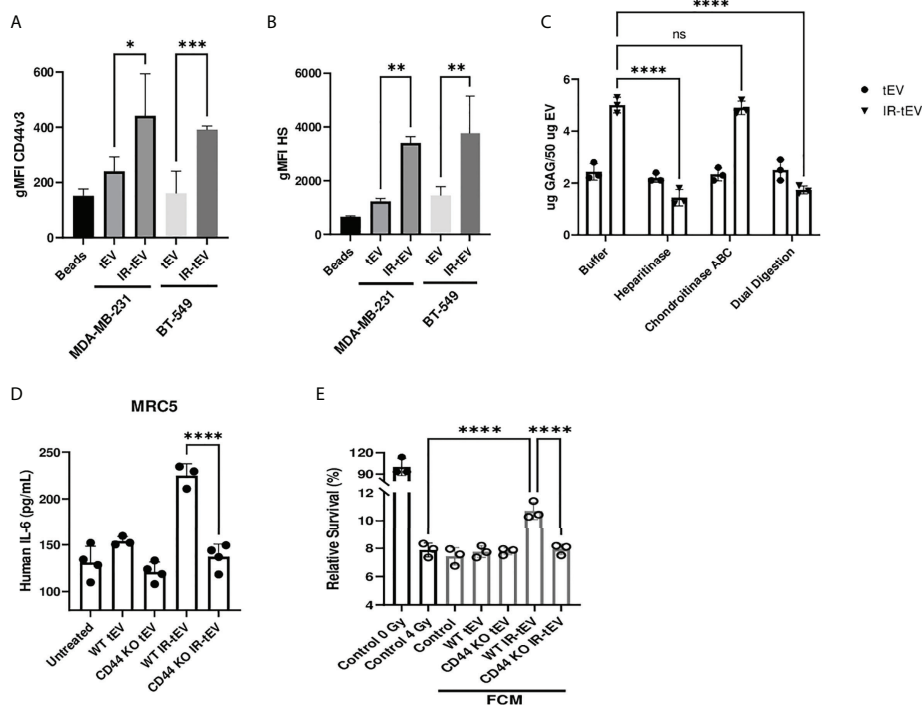 A
gMFI CD44v3
600
400
200
0
*
***
Beads
tEV
IR-tEV
tEV
IR-tEV
MDA-MB-231
BT-549
B
gMFI HS
6000
4000
2000
0
**
**
Beads
tEV
IR-tEV
tEV
IR-tEV
MDA-MB-231
BT-549
C
ug GAG/50 ug EV
6
4
2
0
****
ns
****
Buffer
Heparitinase
Chondroitinase ABC
Dual Digestion
tEV
IR-tEV
D
MRC5
Human IL-6 (pg/mL)
250
200
150
100
****
Untreated
WT tEV
CD44 KO tEV
WT IR-tEV
CD44 KO IR-tEV
E
Relative Survival (%)
120
90
12
10
8
6
4
****
****
Control 0 Gy
Control 4 Gy
Control
WT tEV
CD44 KO tEV
WT IR-tEV
CD44 KO IR-tEV
FCM